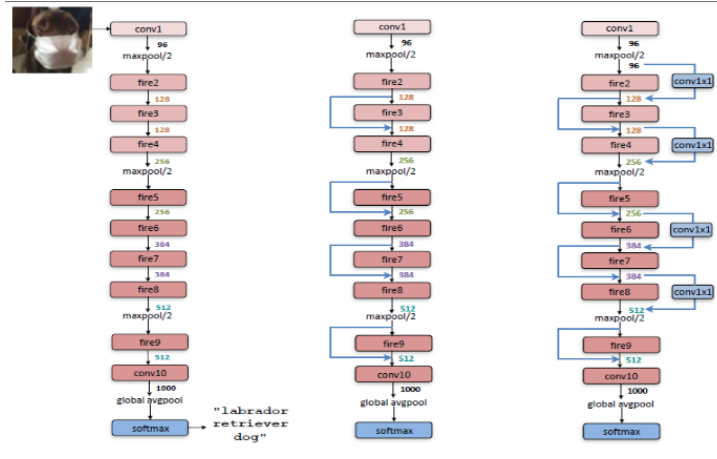 conv1
96
maxpool/2
fire2
128
fire3
128
fire4
256
maxpool/2
fire5
256
fire6
384
fire7
384
fire8
512
maxpool/2
fire9
512
conv10
1000
global avgpool
softmax
"labrador
retriever
dog"
conv1
96
maxpool/2
fire2
128
fire3
128
fire4
256
maxpool/2
fire5
256
fire6
384
fire7
384
fire8
512
maxpool/2
fire9
512
conv10
1000
global avgpool
softmax
conv1
96
maxpool/2
96
conv1x1
fire2
128
fire3
128
conv1x1
fire4
256
maxpool/2
fire5
256
conv1x1
fire6
384
fire7
384
conv1x1
fire8
512
maxpool/2
fire9
512
conv10
1000
global avgpool
softmax